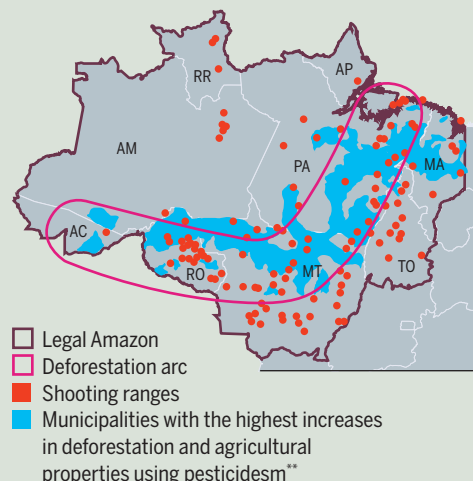 RR
AP
AM
PA
MA
AC
RO
MT
TO
Legal Amazon
Deforestation arc
Shooting ranges
Municipalities with the highest increases
in deforestation and agricultural
properties using pesticidesm**